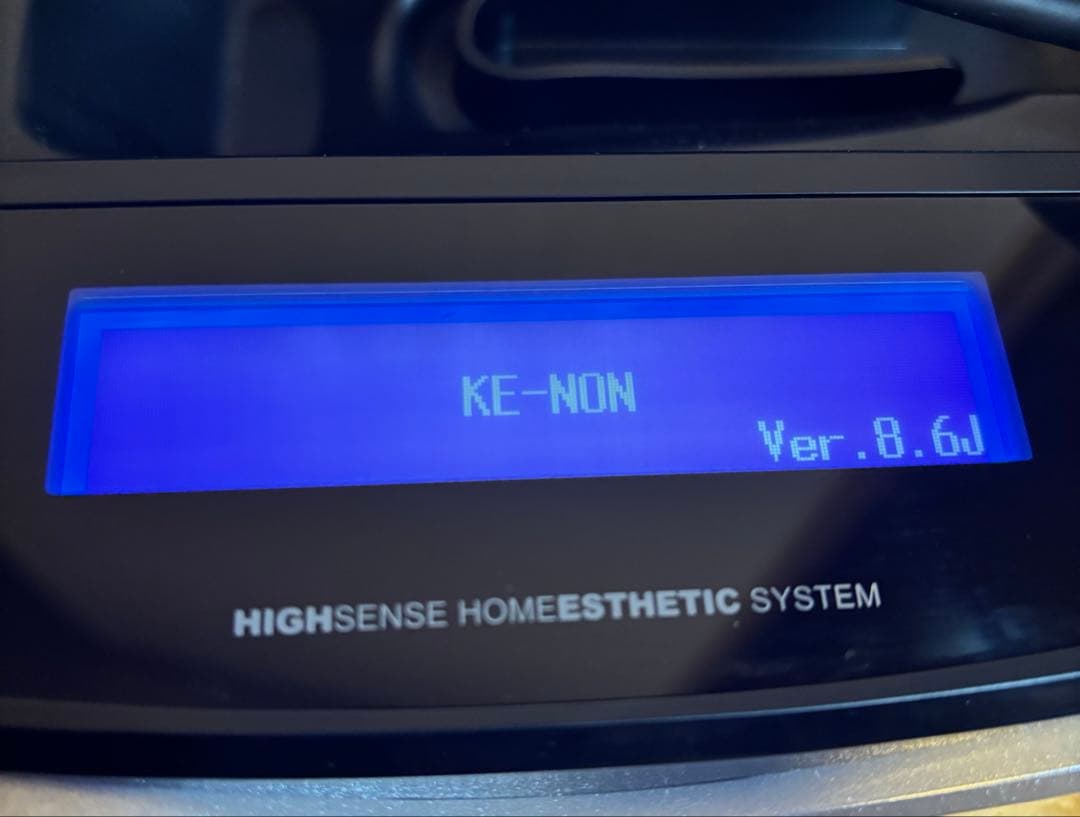 KE-NON
Ver.8.6J
HIGHSENSE HOMEESTHETIC SYSTEM